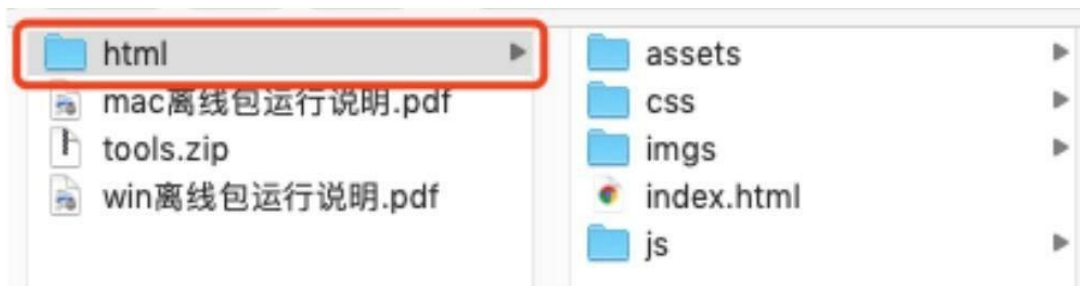 html
mac离线包运行说明.pdf
tools.zip
win离线包运行说明.pdf
assets
css
imgs
index.html
js